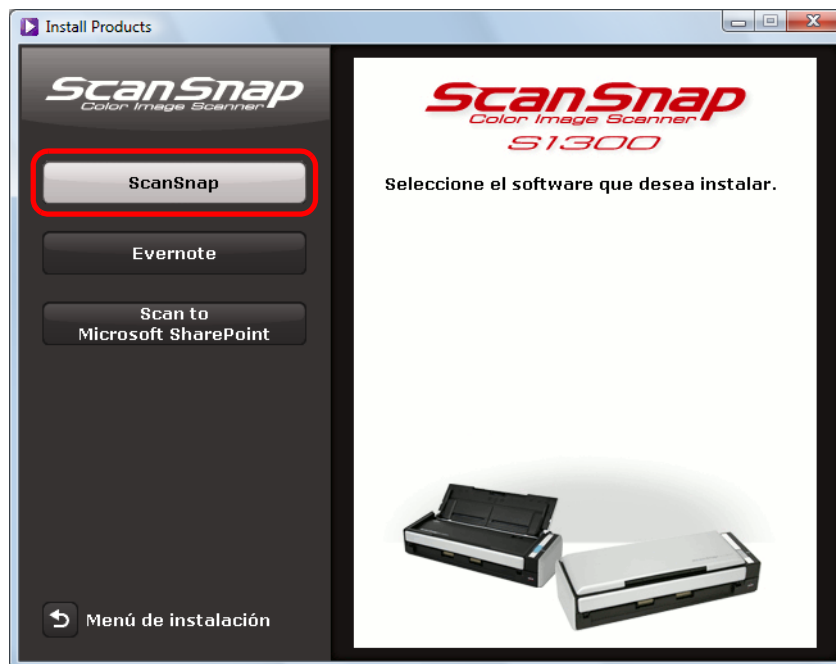 Install Products
ScanSnap
Color Image Scanner
ScanSnap
Evernote
Scan to
Microsoft SharePoint
Menú de instalación
ScanSnap
Color Image Scanner
S1300
Seleccione el software que desea instalar.